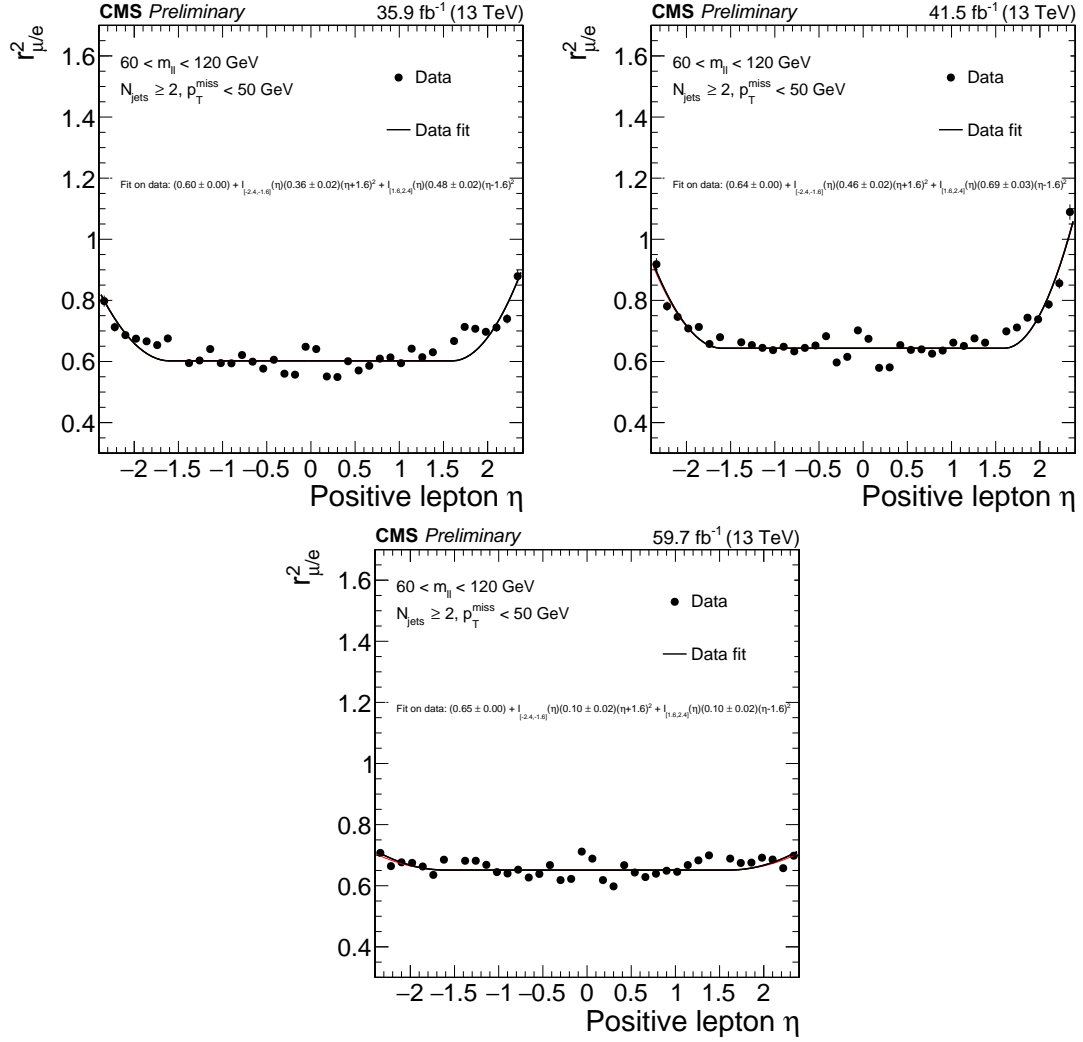 CMS Preliminary 35.9 fb⁻¹ (13 TeV)
r²μ/e
60 < mll < 120 GeV
Njets ≥ 2, pTmiss < 50 GeV
Data
Data fit
Fit on data: (0.60 ± 0.00) + I[-2.4,-1.6](η)(0.36 ± 0.02)(η+1.6)² + I[1.6,2.4](η)(0.48 ± 0.02)(η-1.6)²
1.6
1.4
1.2
1
0.8
0.6
0.4
−2 −1.5 −1 −0.5 0 0.5 1 1.5 2
Positive lepton η
CMS Preliminary 41.5 fb⁻¹ (13 TeV)
r²μ/e
60 < mll < 120 GeV
Njets ≥ 2, pTmiss < 50 GeV
Data
Data fit
Fit on data: (0.64 ± 0.00) + I[-2.4,-1.6](η)(0.46 ± 0.02)(η+1.6)² + I[1.6,2.4](η)(0.69 ± 0.03)(η-1.6)²
1.6
1.4
1.2
1
0.8
0.6
0.4
−2 −1.5 −1 −0.5 0 0.5 1 1.5 2
Positive lepton η
CMS Preliminary 59.7 fb⁻¹ (13 TeV)
r²μ/e
60 < mll < 120 GeV
Njets ≥ 2, pTmiss < 50 GeV
Data
Data fit
Fit on data: (0.65 ± 0.00) + I[-2.4,-1.6](η)(0.10 ± 0.02)(η+1.6)² + I[1.6,2.4](η)(0.10 ± 0.02)(η-1.6)²
1.6
1.4
1.2
1
0.8
0.6
0.4
−2 −1.5 −1 −0.5 0 0.5 1 1.5 2
Positive lepton η